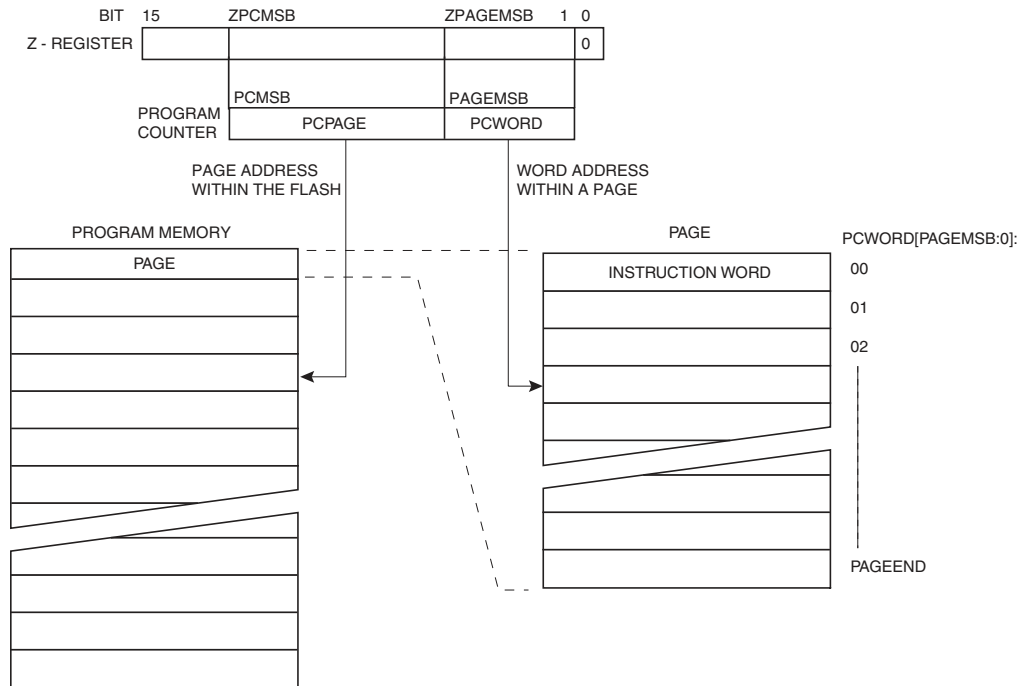 BIT 15 ZPCMSB ZPAGEMSB 1 0
Z - REGISTER 0
PCMSB PAGEMSB
PROGRAM
COUNTER
PCPAGE PCWORD
PAGE ADDRESS
WITHIN THE FLASH
WORD ADDRESS
WITHIN A PAGE
PROGRAM MEMORY
PAGE
PAGE
INSTRUCTION WORD
PCWORD[PAGEMSB:0]:
00
01
02
PAGEEND